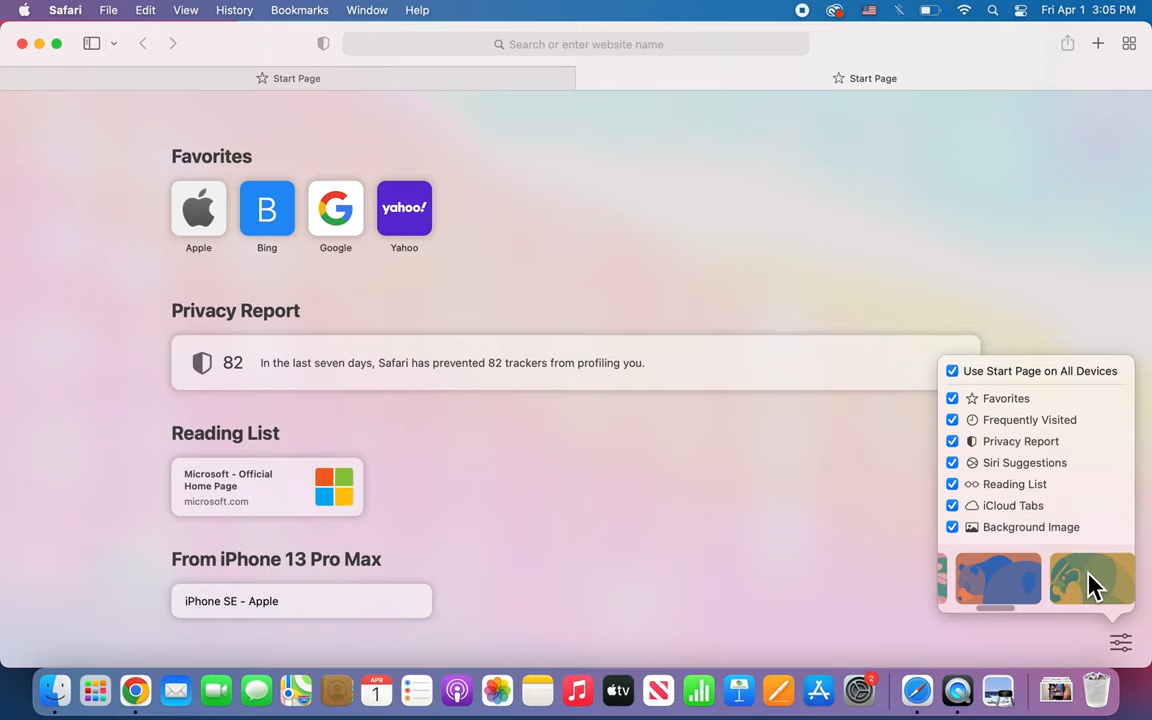 Safari File Edit View History Bookmarks Window Help Fri Apr 1 3:05 PM
Search or enter website name
Start Page Start Page
Favorites
B yahoo!
Apple Bing Google Yahoo
Privacy Report
82 In the last seven days, Safari has prevented 82 trackers from profiling you.
Reading List
Microsoft - Official
Home Page
microsoft.com
From iPhone 13 Pro Max
iPhone SE - Apple
Use Start Page on All Devices
Favorites
Frequently Visited
Privacy Report
Siri Suggestions
Reading List
iCloud Tabs
Background Image
APR
1
tv
2